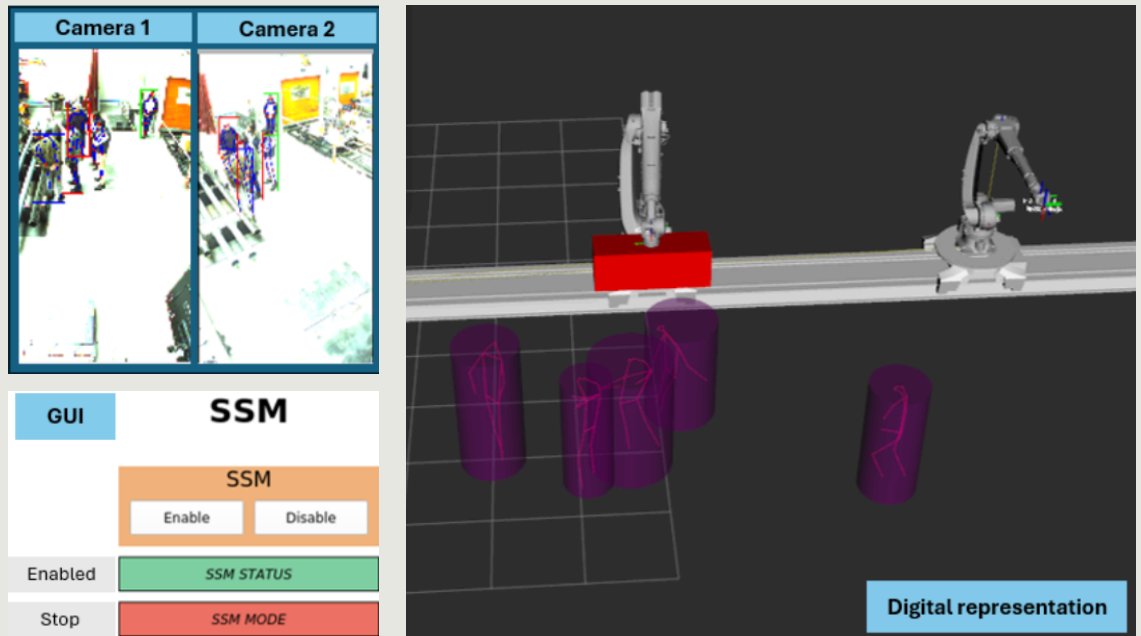 Camera 1
Camera 2
GUI
SSM
SSM
Enable
Disable
Enabled
SSM STATUS
Stop
SSM MODE
Digital representation